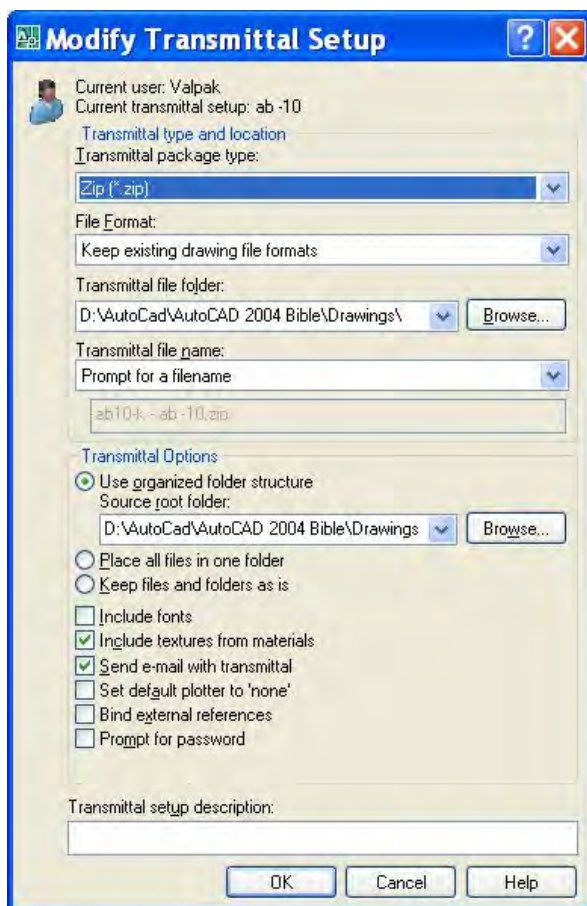 Modify Transmittal Setup
Current user: Valpak
Current transmittal setup: ab -10
Transmittal type and location
Transmittal package type:
Zip (*.zip)
File Format:
Keep existing drawing file formats
Transmittal file folder:
D:\AutoCad\AutoCAD 2004 Bible\Drawings\ Browse...
Transmittal file name:
Prompt for a filename
ab10-k - ab -10.zip
Transmittal Options
Use organized folder structure
Source root folder:
D:\AutoCad\AutoCAD 2004 Bible\Drawings Browse...
Place all files in one folder
Keep files and folders as is
Include fonts
Include textures from materials
Send e-mail with transmittal
Set default plotter to 'none'
Bind external references
Prompt for password
Transmittal setup description:
OK Cancel Help